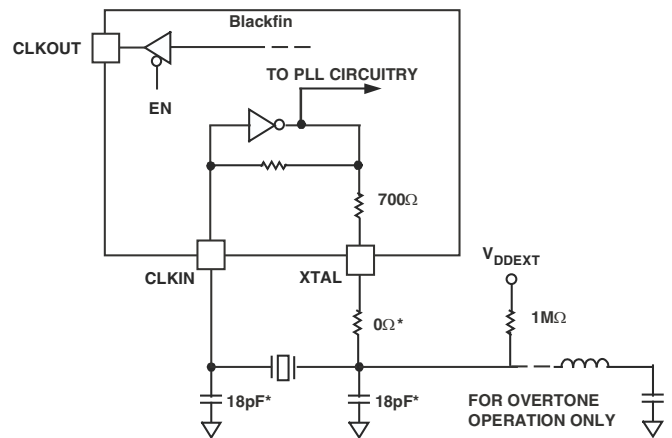 Blackfin
CLKOUT
TO PLL CIRCUITRY
EN
700Ω
CLKIN
XTAL
V_DDEXT
0Ω*
1MΩ
18pF*
18pF*
FOR OVERTONE
OPERATION ONLY